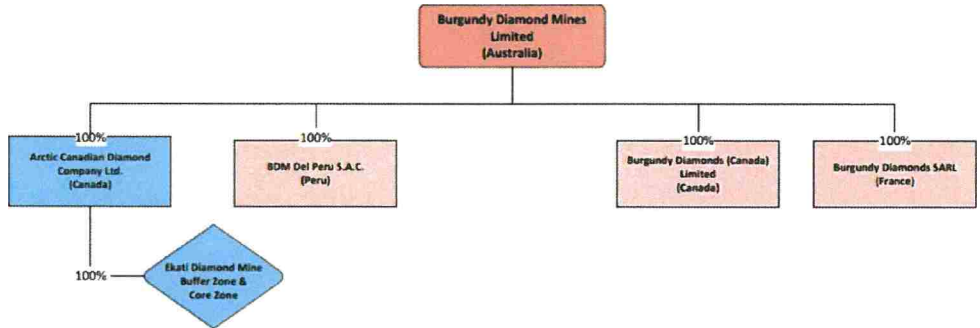 Burgundy Diamond Mines
Limited
(Australia)
100%
100%
100%
100%
Arctic Canadian Diamond
Company Ltd.
(Canada)
BDM Del Peru S.A.C.
(Peru)
Burgundy Diamonds (Canada)
Limited
(Canada)
Burgundy Diamonds SARL
(France)
100%
Ekati Diamond Mine
Buffer Zone &
Core Zone